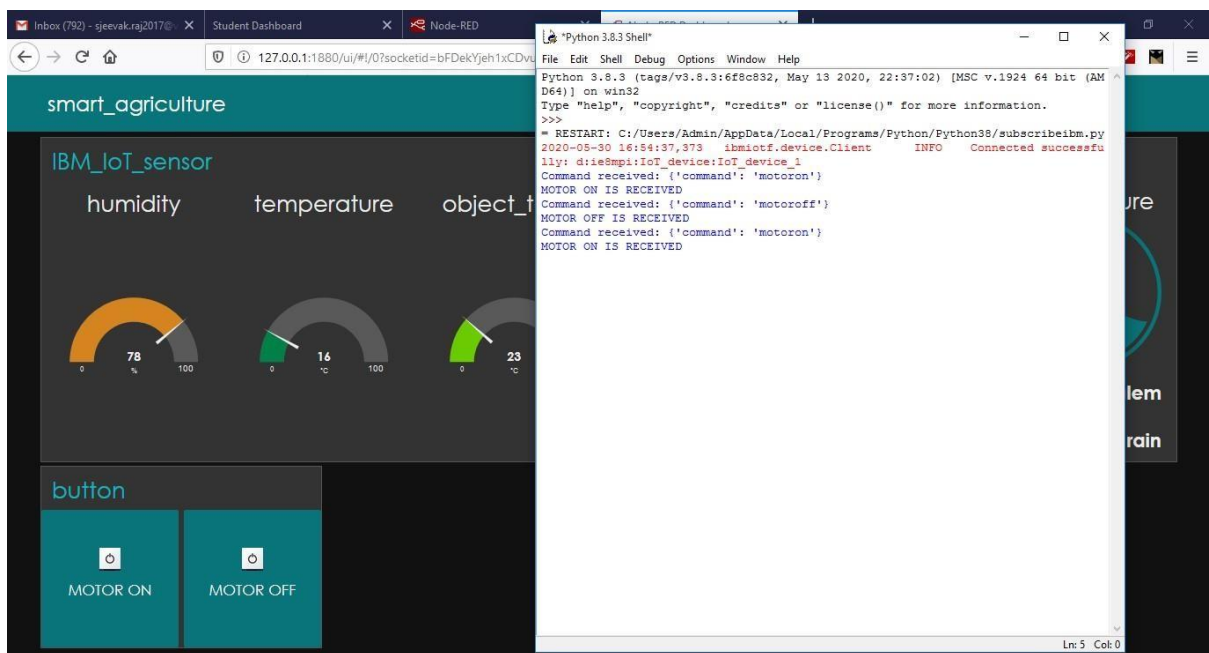 Inbox (792) - sjeevak.raj2017@v
Student Dashboard
Node-RED
127.0.0.1:1880/ui/#!/0?socketid=bFDekYjeh1xCDvu
smart_agriculture
IBM_IoT_sensor
humidity
temperature
object_t
78
0
%
100
16
0
°C
100
23
0
°C
ure
lem
rain
button
MOTOR ON
MOTOR OFF
*Python 3.8.3 Shell*
File Edit Shell Debug Options Window Help
Python 3.8.3 (tags/v3.8.3:6f8c832, May 13 2020, 22:37:02) [MSC v.1924 64 bit (AM
D64)] on win32
Type "help", "copyright", "credits" or "license()" for more information.
>>>
= RESTART: C:/Users/Admin/AppData/Local/Programs/Python/Python38/subscribeibm.py
2020-05-30 16:54:37,373 ibmiotf.device.Client INFO Connected successfu
lly: d:ie8mpi:IoT_device:IoT_device_1
Command received: {'command': 'motoron'}
MOTOR ON IS RECEIVED
Command received: {'command': 'motoroff'}
MOTOR OFF IS RECEIVED
Command received: {'command': 'motoron'}
MOTOR ON IS RECEIVED
Ln: 5 Col: 0